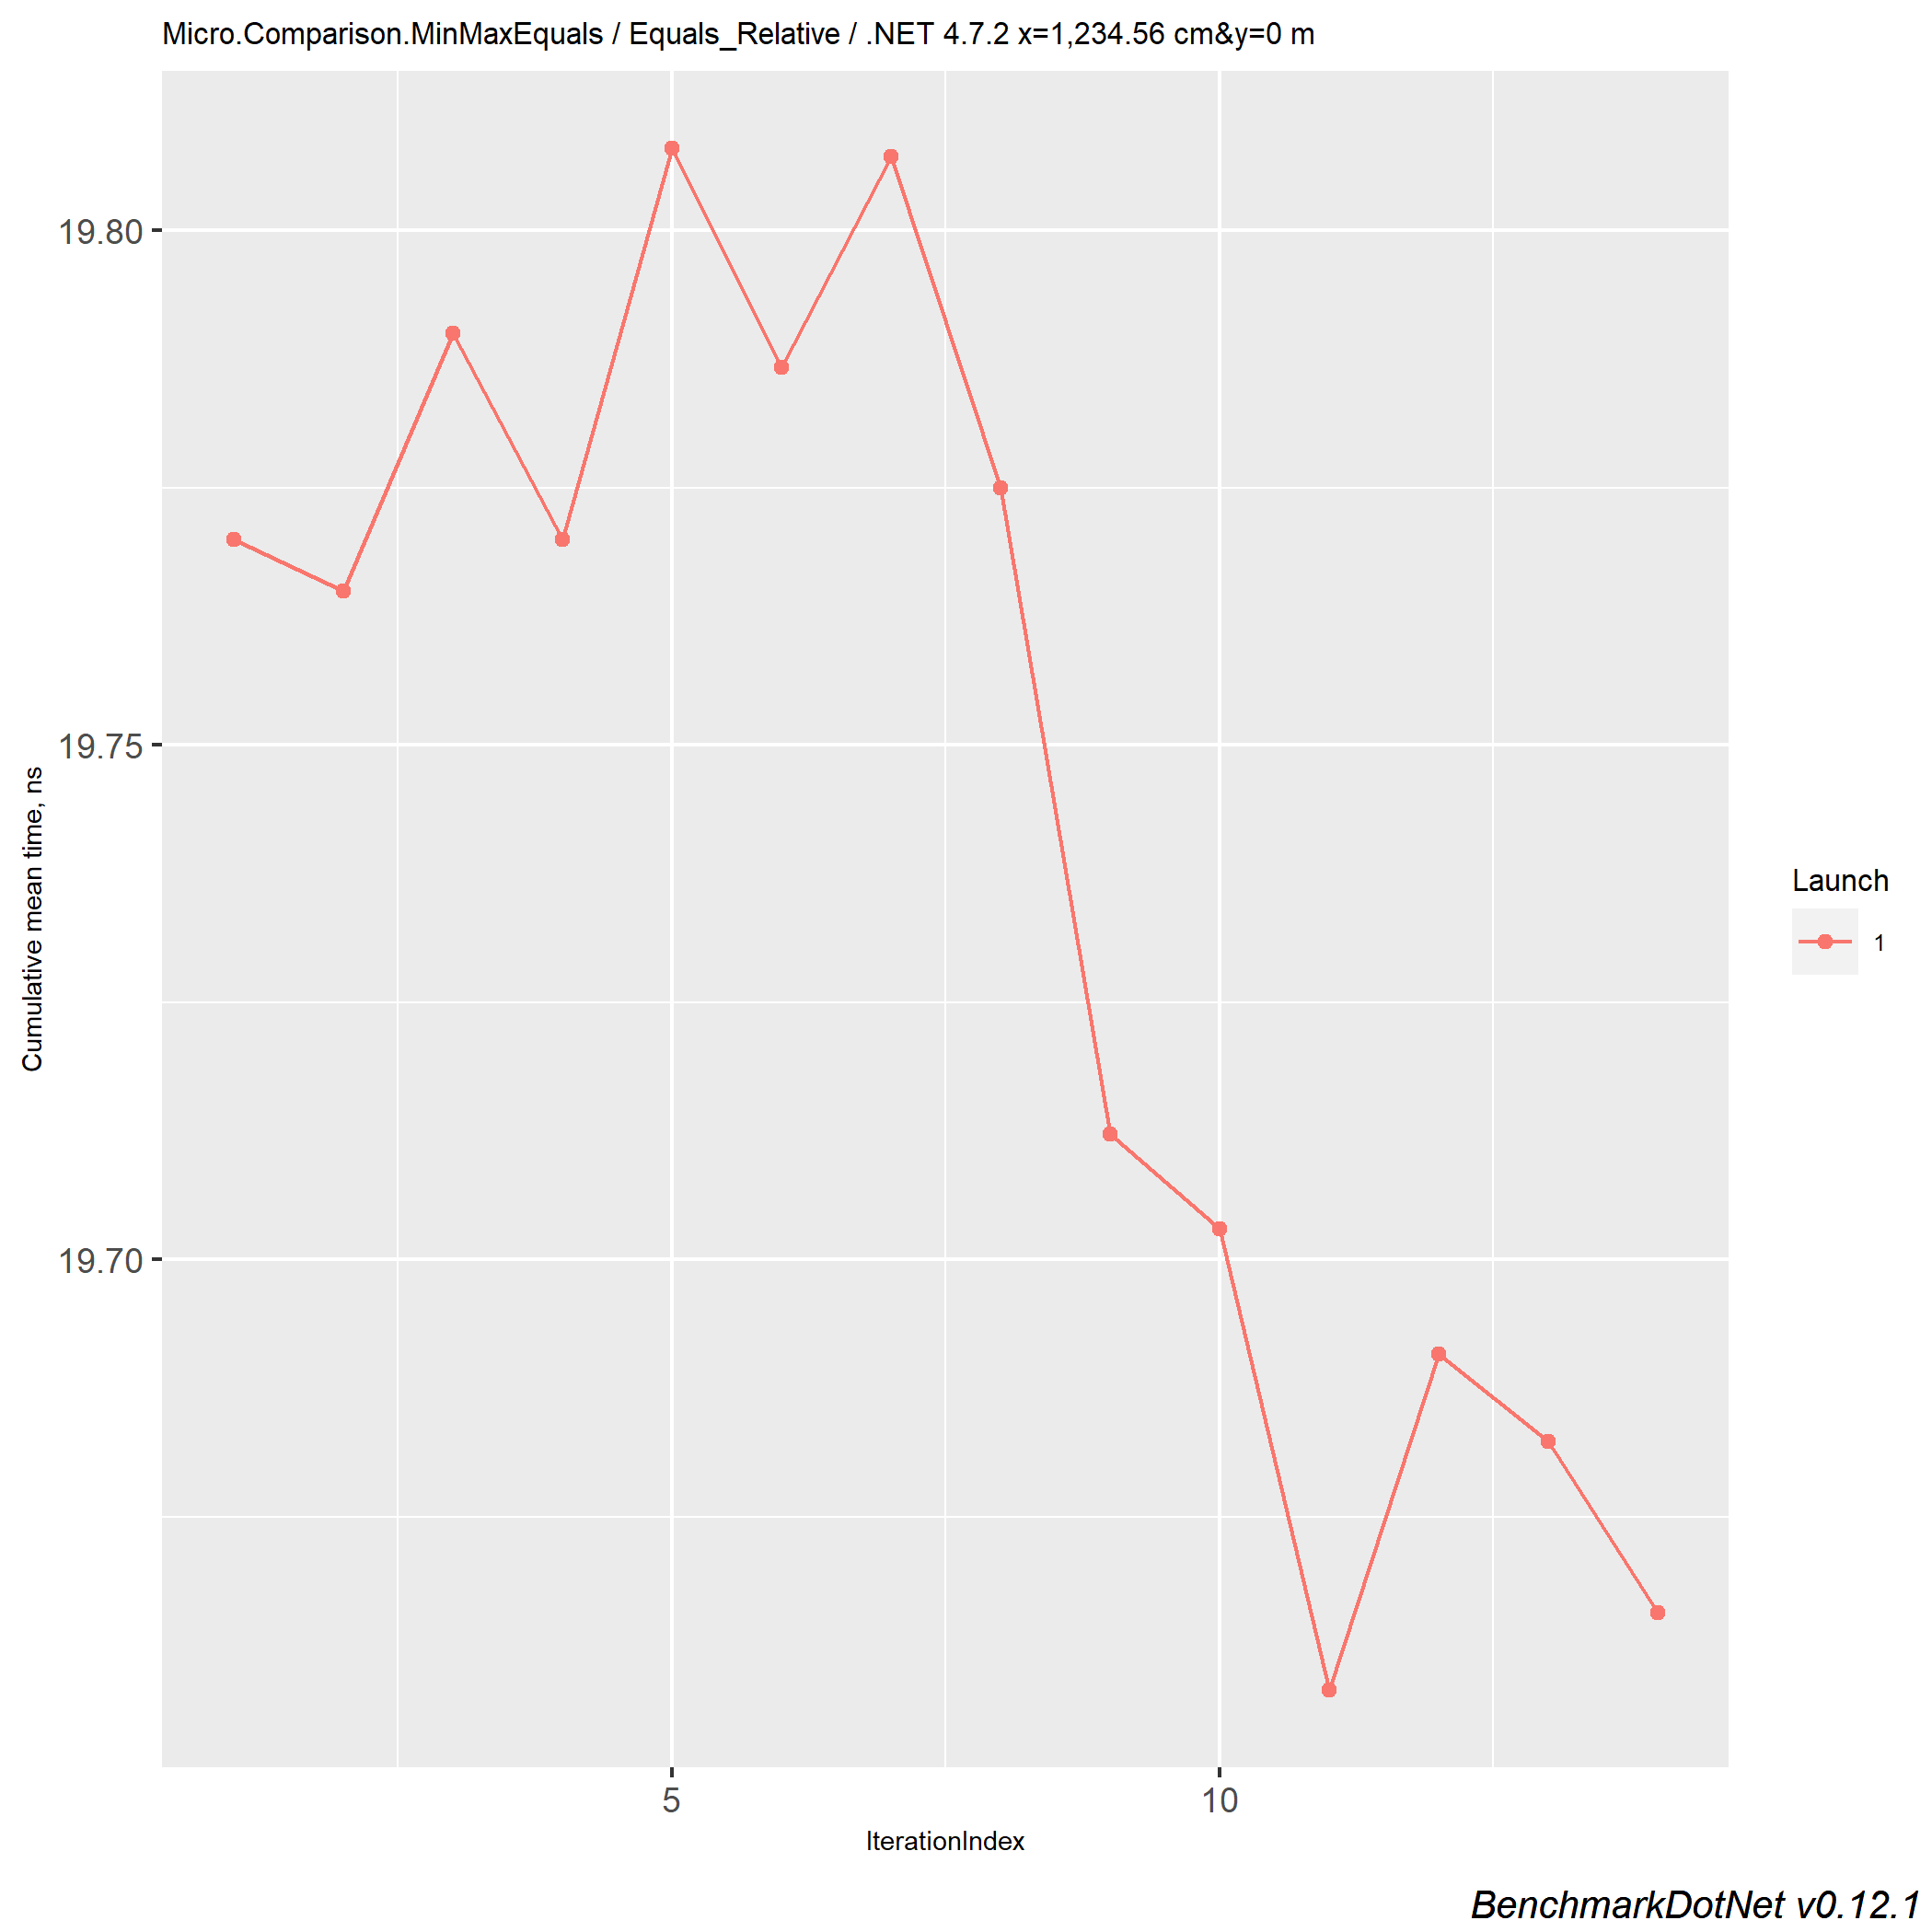 Micro.Comparison.MinMaxEquals / Equals_Relative / .NET 4.7.2 x=1,234.56 cm&y=0 m
19.80
19.75
19.70
Cumulative mean time, ns
5
10
IterationIndex
Launch
1
BenchmarkDotNet v0.12.1